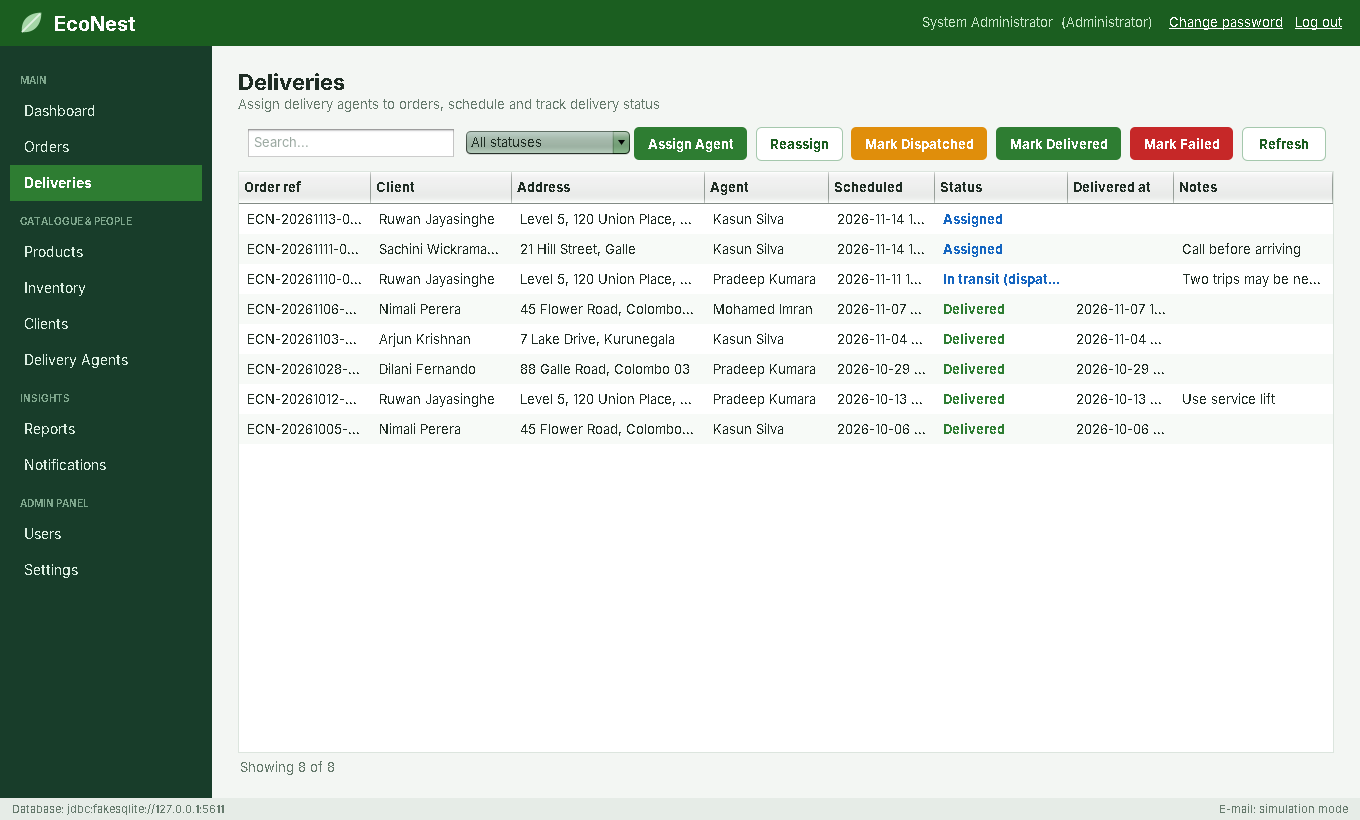 EcoNest
System Administrator (Administrator) Change password Log out
MAIN
Dashboard
Orders
Deliveries
CATALOGUE & PEOPLE
Products
Inventory
Clients
Delivery Agents
INSIGHTS
Reports
Notifications
ADMIN PANEL
Users
Settings
Deliveries
Assign delivery agents to orders, schedule and track delivery status
Search... All statuses Assign Agent Reassign Mark Dispatched Mark Delivered Mark Failed Refresh
Order ref Client Address Agent Scheduled Status Delivered at Notes
ECN-20261113-0... Ruwan Jayasinghe Level 5, 120 Union Place, ... Kasun Silva 2026-11-14 1... Assigned
ECN-20261111-0... Sachini Wickrama... 21 Hill Street, Galle Kasun Silva 2026-11-14 1... Assigned Call before arriving
ECN-20261110-0... Ruwan Jayasinghe Level 5, 120 Union Place, ... Pradeep Kumara 2026-11-11 1... In transit (dispat... Two trips may be ne...
ECN-20261106-... Nimali Perera 45 Flower Road, Colombo... Mohamed Imran 2026-11-07 ... Delivered 2026-11-07 1...
ECN-20261103-... Arjun Krishnan 7 Lake Drive, Kurunegala Kasun Silva 2026-11-04 ... Delivered 2026-11-04 ...
ECN-20261028-... Dilani Fernando 88 Galle Road, Colombo 03 Pradeep Kumara 2026-10-29 ... Delivered 2026-10-29 ...
ECN-20261012-... Ruwan Jayasinghe Level 5, 120 Union Place, ... Pradeep Kumara 2026-10-13 ... Delivered 2026-10-13 ... Use service lift
ECN-20261005-... Nimali Perera 45 Flower Road, Colombo... Kasun Silva 2026-10-06 ... Delivered 2026-10-06 ...
Showing 8 of 8
Database: jdbc:fakesqlite://127.0.0.1:5611 E-mail: simulation mode